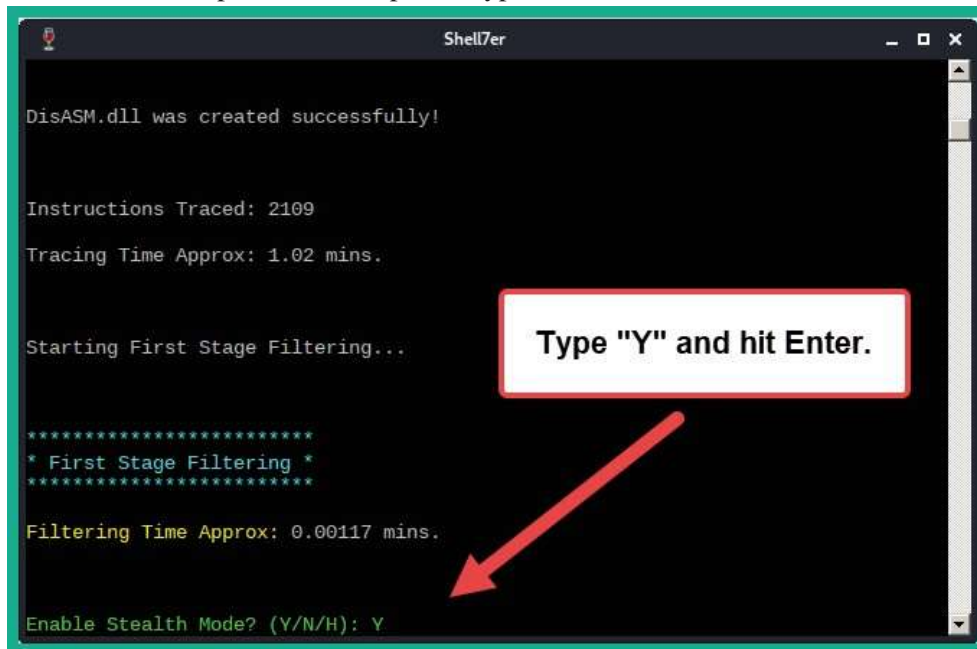 Shell7er
DisASM.dll was created successfully!
Instructions Traced: 2109
Tracing Time Approx: 1.02 mins.
Starting First Stage Filtering...
Type "Y" and hit Enter.
*************************
* First Stage Filtering *
*************************
Filtering Time Approx: 0.00117 mins.
Enable Stealth Mode? (Y/N/H): Y